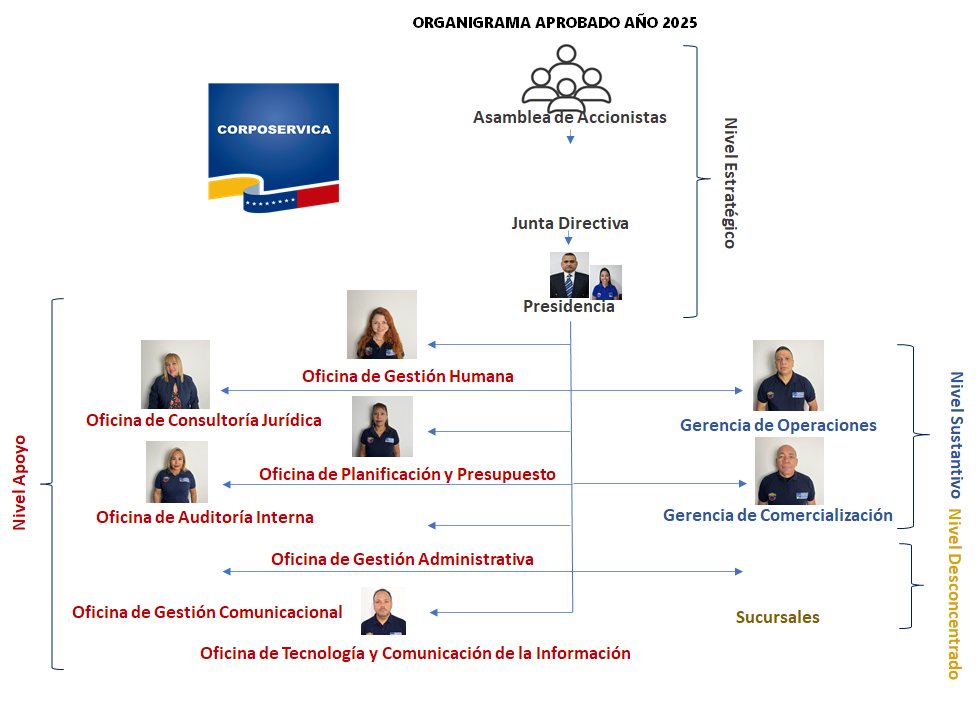 ORGANIGRAMA APROBADO AÑO 2025
CORPOSERVICA
Asamblea de Accionistas
Nivel Estratégico
Junta Directiva
Presidencia
Oficina de Gestión Humana
Oficina de Consultoría Jurídica
Gerencia de Operaciones
Nivel Sustantivo
Nivel Apoyo
Oficina de Planificación y Presupuesto
Oficina de Auditoría Interna
Gerencia de Comercialización
Oficina de Gestión Administrativa
Nivel Desconcentrado
Oficina de Gestión Comunicacional
Sucursales
Oficina de Tecnología y Comunicación de la Información